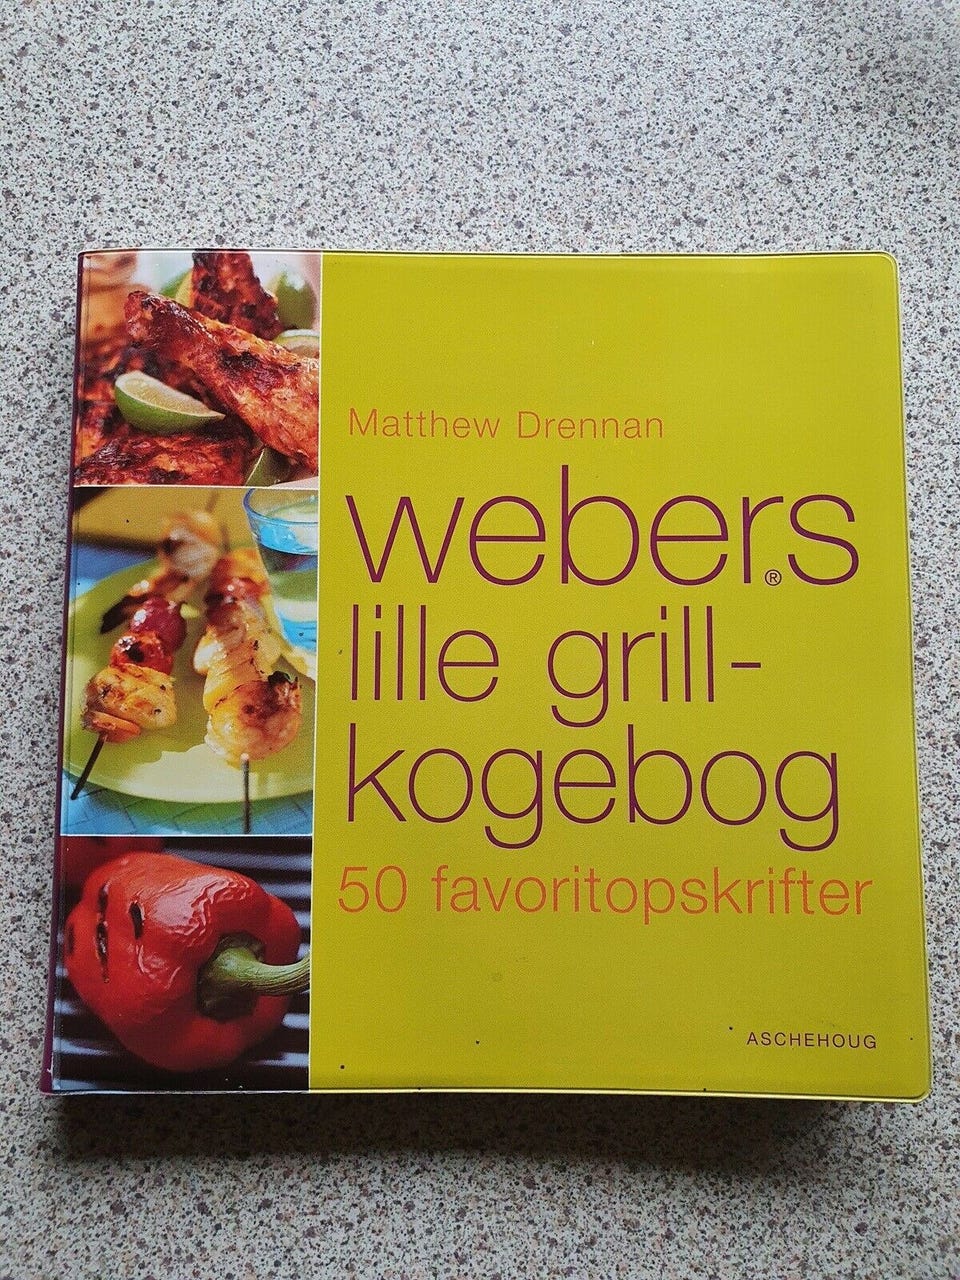 Matthew Drennan
webers®
lille grill-
kogebog
50 favoritopskrifter
ASCHEHOUG